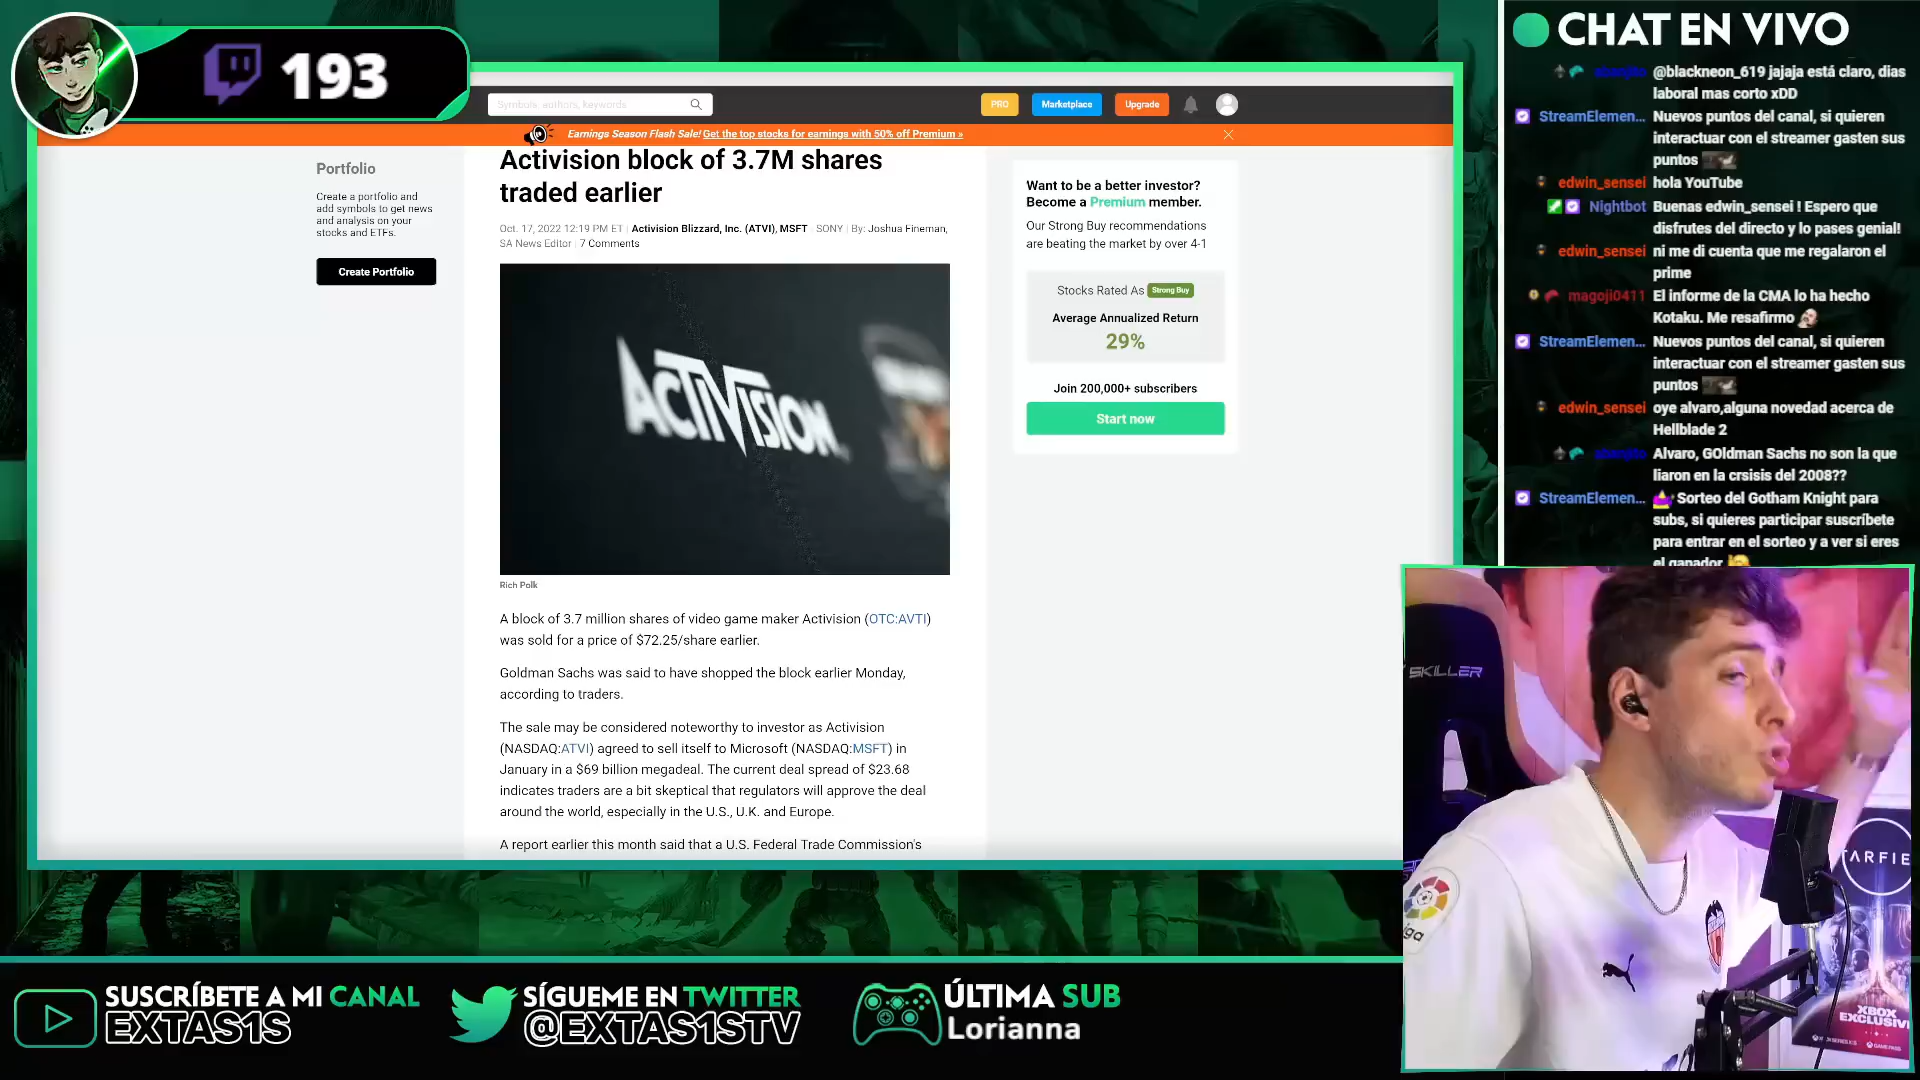 193
Symbols, authors, keywords
PRO
Marketplace
Upgrade
Earnings Season Flash Sale! Get the top stocks for earnings with 50% off Premium »
Portfolio
Create a portfolio and
add symbols to get news
and analysis on your
stocks and ETFs.
Create Portfolio
Activision block of 3.7M shares
traded earlier
Oct. 17, 2022 12:19 PM ET | Activision Blizzard, Inc. (ATVI), MSFT | SONY | By: Joshua Fineman,
SA News Editor | 7 Comments
ACTIVISION
Rich Polk
A block of 3.7 million shares of video game maker Activision (OTC:AVTI)
was sold for a price of $72.25/share earlier.
Goldman Sachs was said to have shopped the block earlier Monday,
according to traders.
The sale may be considered noteworthy to investor as Activision
(NASDAQ:ATVI) agreed to sell itself to Microsoft (NASDAQ:MSFT) in
January in a $69 billion megadeal. The current deal spread of $23.68
indicates traders are a bit skeptical that regulators will approve the deal
around the world, especially in the U.S., U.K. and Europe.
A report earlier this month said that a U.S. Federal Trade Commission's
Want to be a better investor?
Become a Premium member.
Our Strong Buy recommendations
are beating the market by over 4-1
Stocks Rated As Strong Buy
Average Annualized Return
29%
Join 200,000+ subscribers
Start now
CHAT EN VIVO
@blackneon_619 jajaja está claro, dias
laboral mas corto xDD
StreamElemen... Nuevos puntos del canal, si quieren
interactuar con el streamer gasten sus
puntos
edwin_sensei hola YouTube
Nightbot Buenas edwin_sensei ! Espero que
disfrutes del directo y lo pases genial!
edwin_sensei ni me di cuenta que me regalaron el
prime
magoji0411 El informe de la CMA lo ha hecho
Kotaku. Me resafirmo
StreamElemen... Nuevos puntos del canal, si quieren
interactuar con el streamer gasten sus
puntos
edwin_sensei oye alvaro,alguna novedad acerca de
Hellblade 2
Alvaro, GOldman Sachs no son la que
liaron en la crsisis del 2008??
StreamElemen... Sorteo del Gotham Knight para
subs, si quieres participar suscríbete
para entrar en el sorteo y a ver si eres
el ganador
SKILLER
TARFIE
XBOX
EXCLUSIV
SUSCRÍBETE A MI CANAL
EXTAS1S
SÍGUEME EN TWITTER
@EXTAS1STV
ÚLTIMA SUB
Lorianna